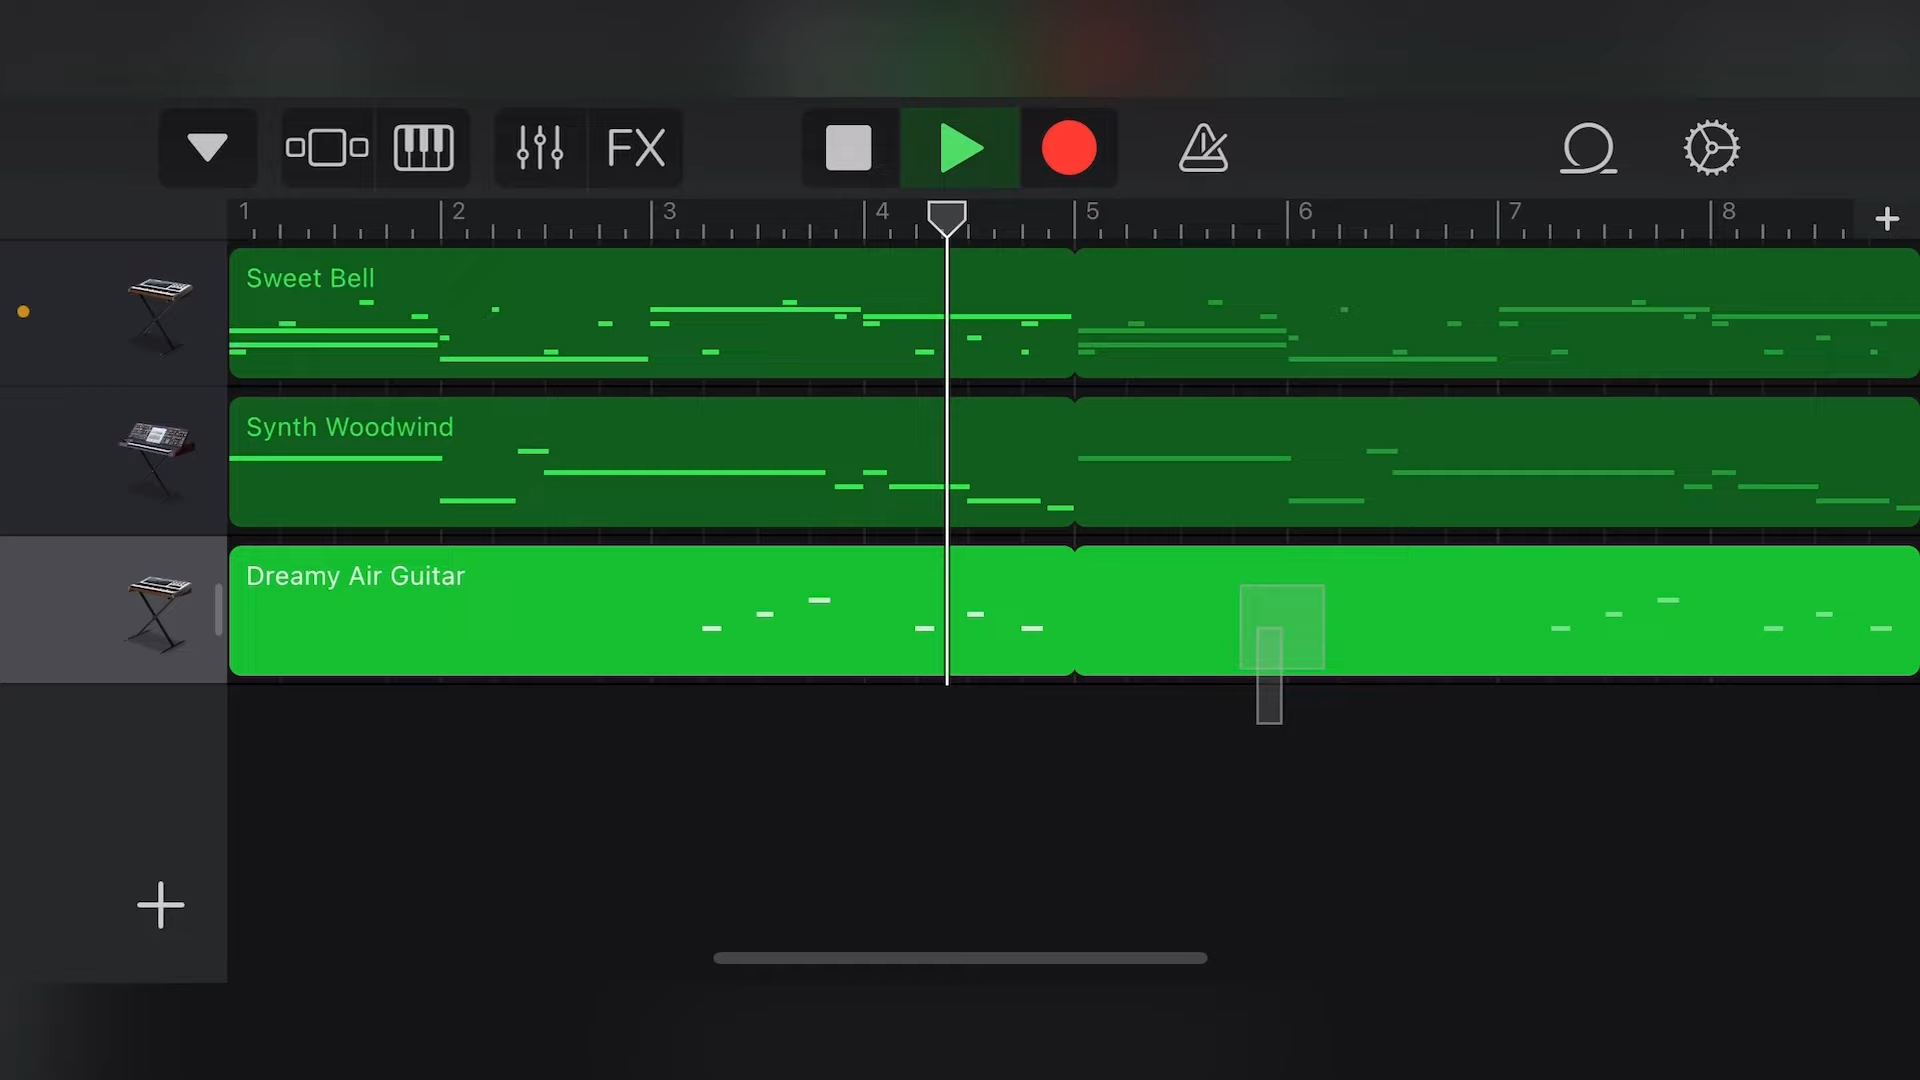 FX
1 2 3 4 5 6 7 8
Sweet Bell
Synth Woodwind
Dreamy Air Guitar